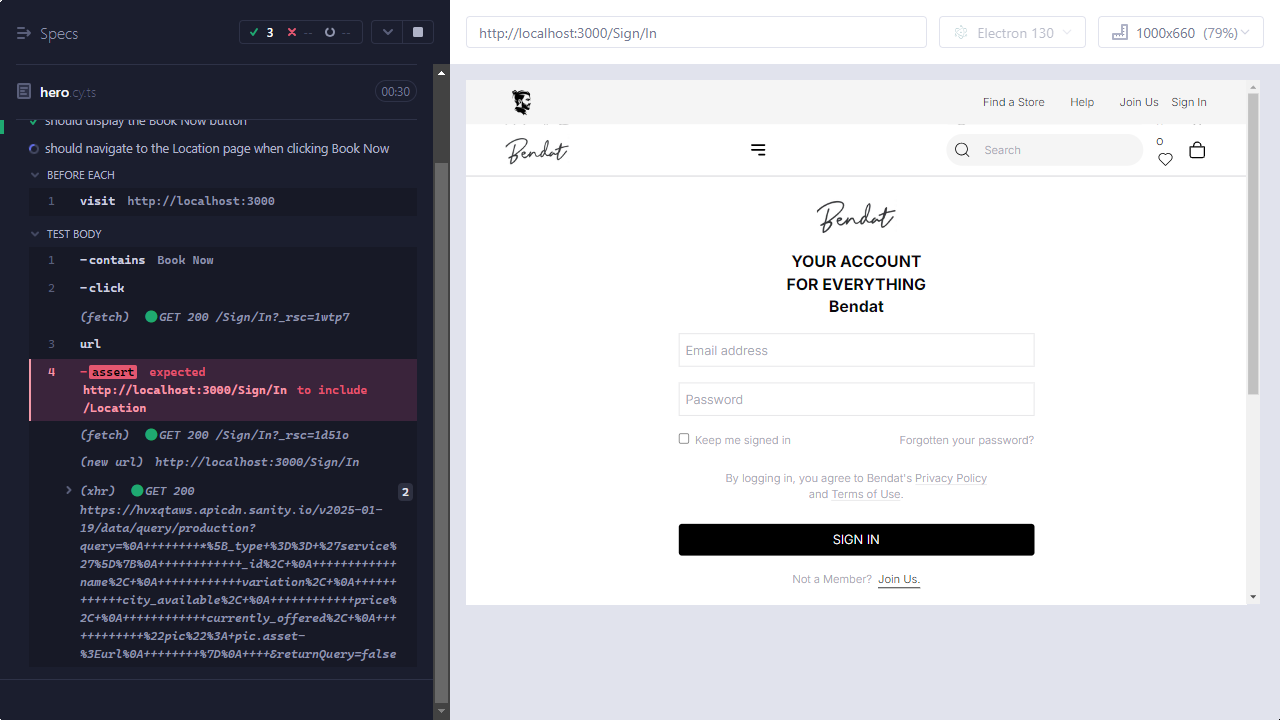 Specs
3
--
--
hero.cy.ts
00:30
should display the Book Now button
should navigate to the Location page when clicking Book Now
BEFORE EACH
1 visit http://localhost:3000
TEST BODY
1 -contains Book Now
2 -click
(fetch) GET 200 /Sign/In?_rsc=1wtp7
3 url
4 -assert expected
http://localhost:3000/Sign/In to include
/Location
(fetch) GET 200 /Sign/In?_rsc=1d51o
(new url) http://localhost:3000/Sign/In
(xhr) GET 200 2
https://hvxqtaws.apicdn.sanity.io/v2025-01-
19/data/query/production?
query=%0A++++++++*%5B_type+%3D%3D+%27service%
27%5D%7B%0A++++++++++++_id%2C+%0A++++++++++++
name%2C+%0A++++++++++++variation%2C+%0A++++++
++++++city_available%2C+%0A++++++++++++price%
2C+%0A++++++++++++currently_offered%2C+%0A+++
+++++++++%22pic%22%3A+pic.asset-
%3Eurl%0A++++++++%7D%0A++++&returnQuery=false
http://localhost:3000/Sign/In
Electron 130
1000x660 (79%)
Find a Store
Help
Join Us
Sign In
Bendat
Search
0
Bendat
YOUR ACCOUNT
FOR EVERYTHING
Bendat
Email address
Password
Keep me signed in
Forgotten your password?
By logging in, you agree to Bendat's Privacy Policy
and Terms of Use.
SIGN IN
Not a Member? Join Us.